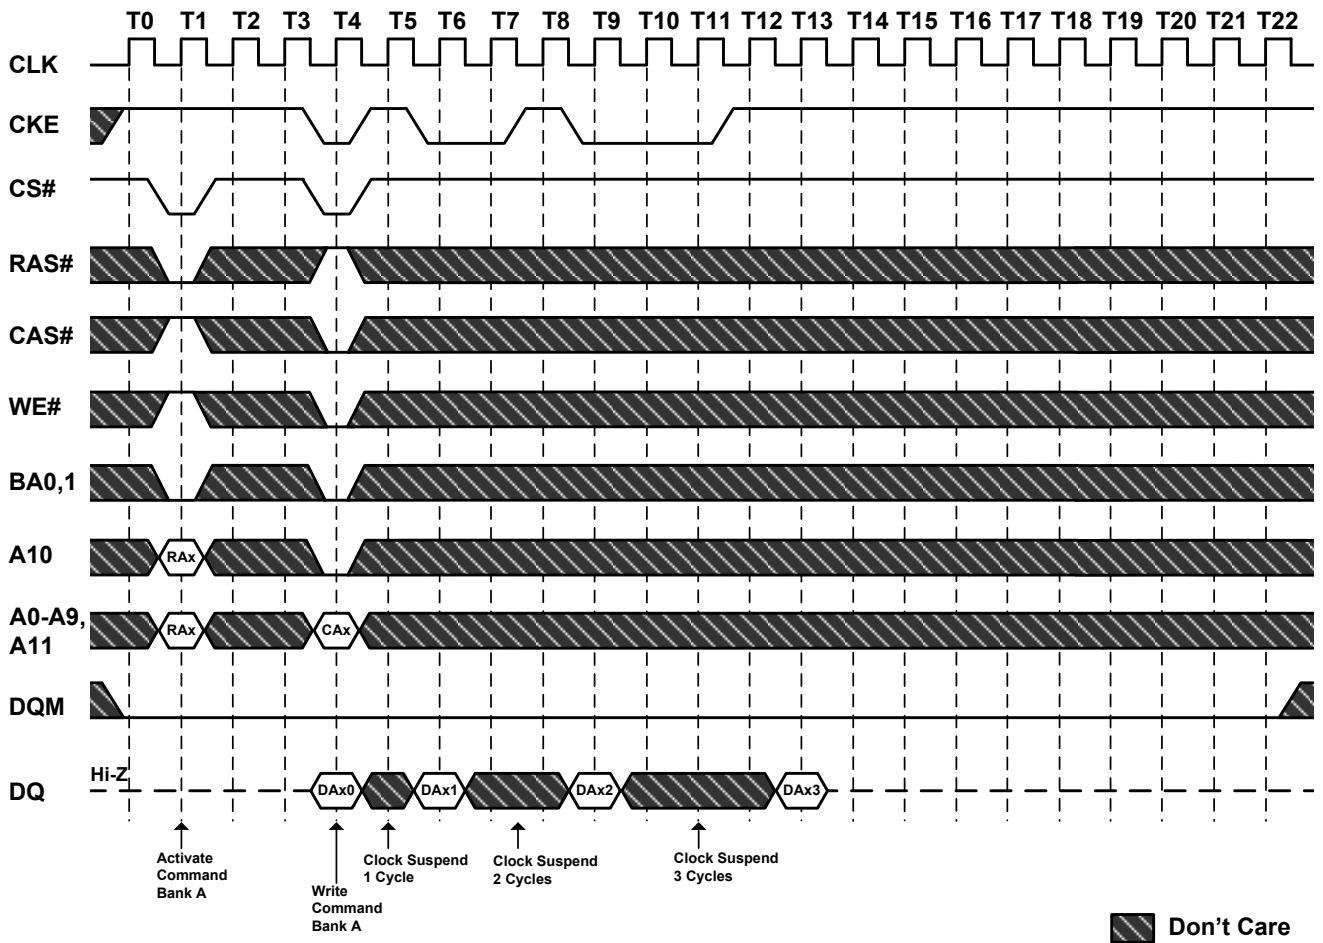 T0 T1 T2 T3 T4 T5 T6 T7 T8 T9 T10 T11 T12 T13 T14 T15 T16 T17 T18 T19 T20 T21 T22
CLK
CKE
CS#
RAS#
CAS#
WE#
BA0,1
A10
RAx
A0-A9,
A11
RAx
CAx
DQM
Hi-Z
DQ
DAx0
DAx1
DAx2
DAx3
Activate
Command
Bank A
Write
Command
Bank A
Clock Suspend
1 Cycle
Clock Suspend
2 Cycles
Clock Suspend
3 Cycles
Don't Care